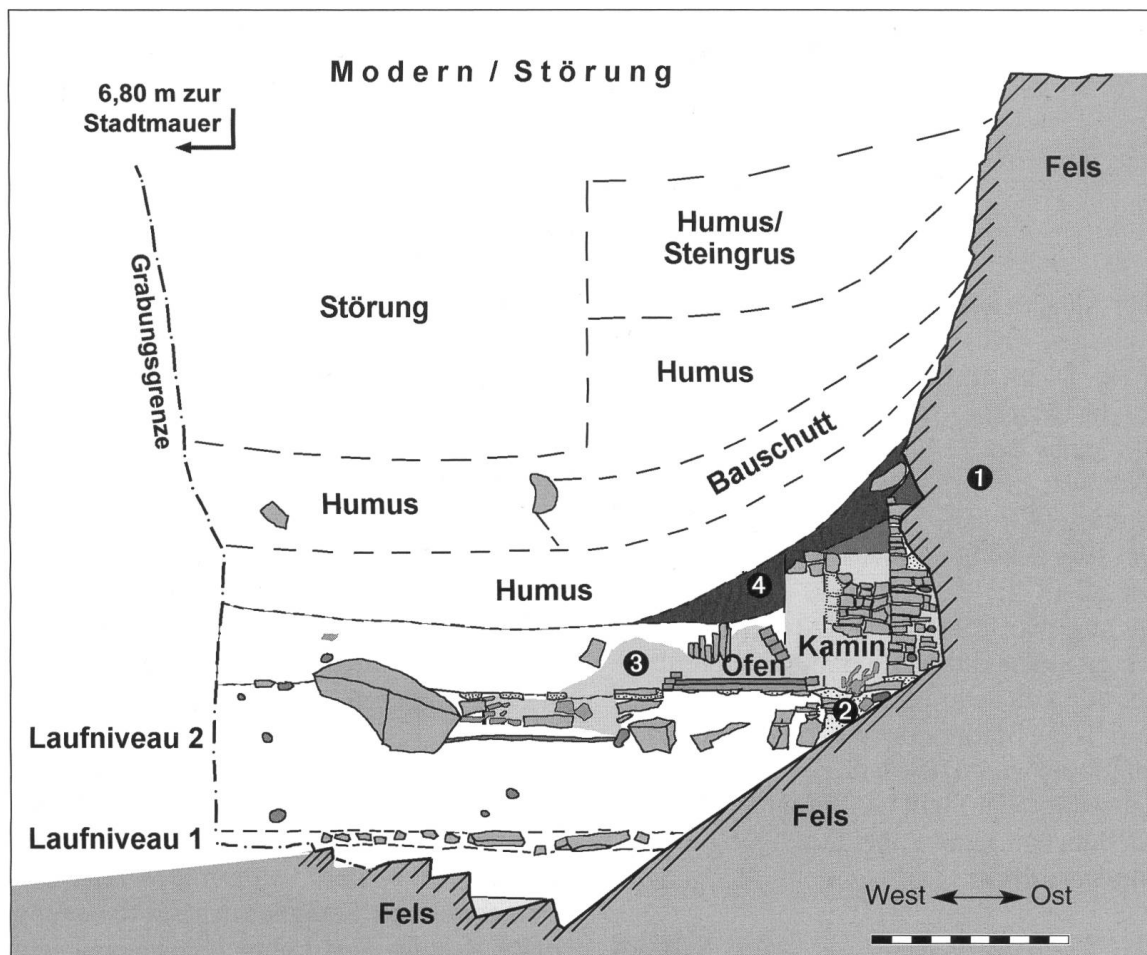 Modern / Störung
6,80 m zur
Stadtmauer
Fels
Humus/
Steingrus
Grabungsgrenze
Störung
Humus
Bauschutt
1
Humus
Humus
4
3
Ofen
Kamin
2
Laufniveau 2
Laufniveau 1
Fels
Fels
West
Ost